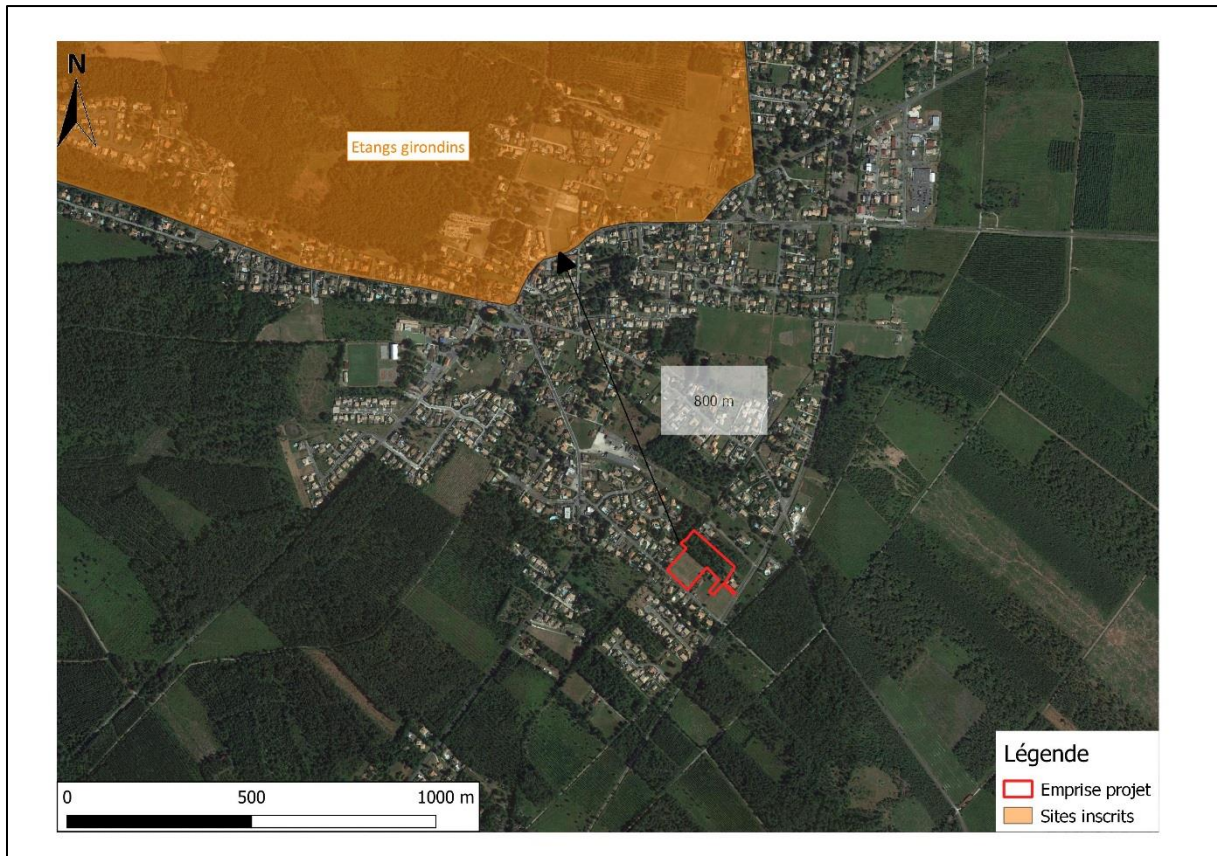 N
Etangs girondins
800 m
Légende
Emprise projet
Sites inscrits
0 500 1000 m